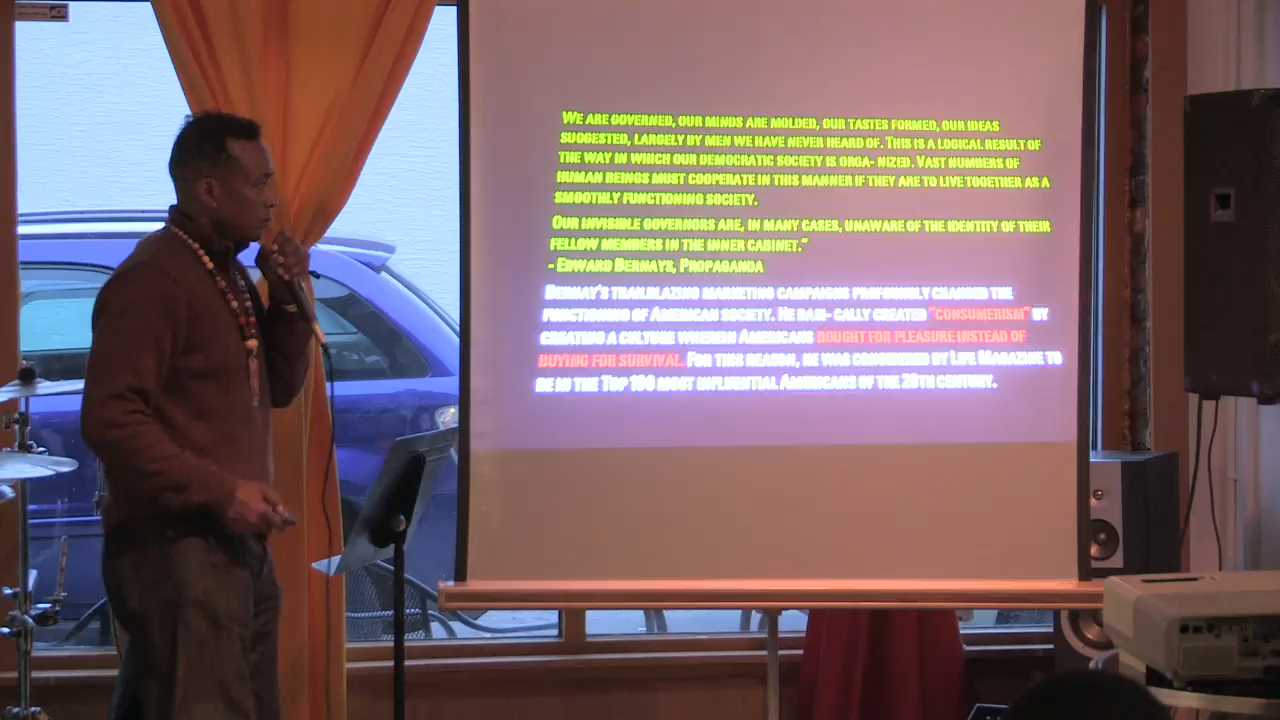 We are governed, our minds are molded, our tastes formed, our ideas
suggested, largely by men we have never heard of. This is a logical result of
the way in which our democratic society is orga- nized. Vast numbers of
human beings must cooperate in this manner if they are to live together as a
smoothly functioning society.
Our invisible governors are, in many cases, unaware of the identity of their
fellow members in the inner cabinet.”
- Edward Bernays, Propaganda
Bernay's trailblazing marketing campaigns profoundly changed the
functioning of American society. He basi- cally created “consumerism” by
creating a culture wherein Americans bought for pleasure instead of
buying for survival. For this reason, he was considered by Life Magazine to
be in the Top 100 most influential Americans of the 20th century.